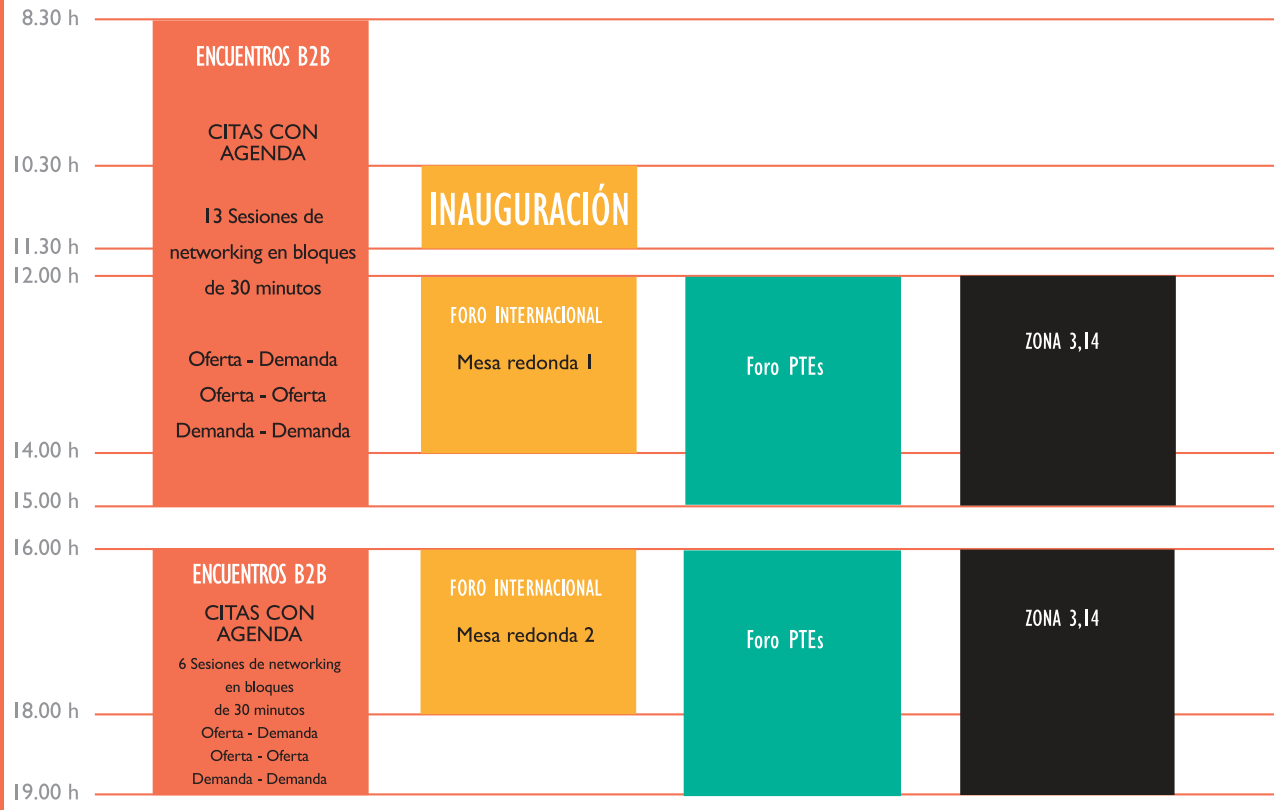 8.30 h
ENCUENTROS B2B
CITAS CON
AGENDA
10.30 h
INAUGURACIÓN
13 Sesiones de
networking en bloques
de 30 minutos
11.30 h
12.00 h
Oferta - Demanda
Oferta - Oferta
Demanda - Demanda
FORO INTERNACIONAL
Mesa redonda 1
Foro PTEs
ZONA 3,14
14.00 h
15.00 h
16.00 h
ENCUENTROS B2B
CITAS CON
AGENDA
6 Sesiones de networking
en bloques
de 30 minutos
Oferta - Demanda
Oferta - Oferta
Demanda - Demanda
FORO INTERNACIONAL
Mesa redonda 2
Foro PTEs
ZONA 3,14
18.00 h
19.00 h